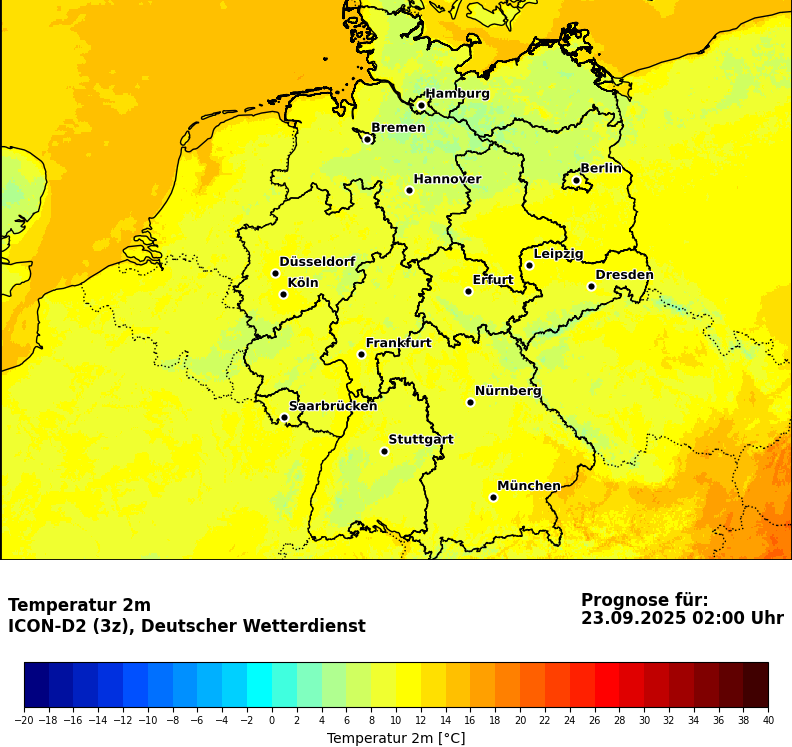 Hamburg
Bremen
Berlin
Hannover
Leipzig
Düsseldorf
Dresden
Köln
Erfurt
Frankfurt
Nürnberg
Saarbrücken
Stuttgart
München
Temperatur 2m
ICON-D2 (3z), Deutscher Wetterdienst
Prognose für:
23.09.2025 02:00 Uhr
−20 −18 −16 −14 −12 −10 −8 −6 −4 −2 0 2 4 6 8 10 12 14 16 18 20 22 24 26 28 30 32 34 36 38 40
Temperatur 2m [°C]